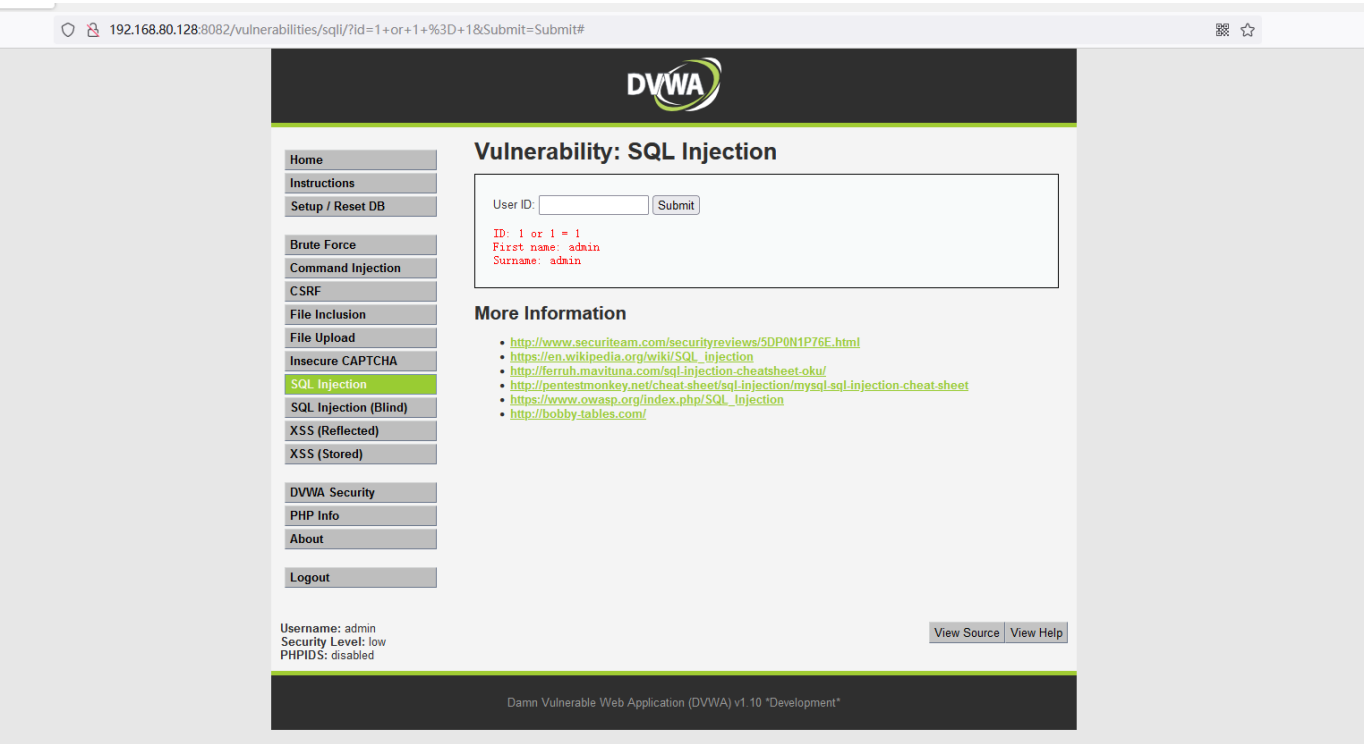 192.168.80.128:8082/vulnerabilities/sqli/?id=1+or+1+%3D+1&Submit=Submit#
DVWA
Home
Instructions
Setup / Reset DB
Brute Force
Command Injection
CSRF
File Inclusion
File Upload
Insecure CAPTCHA
SQL Injection
SQL Injection (Blind)
XSS (Reflected)
XSS (Stored)
DVWA Security
PHP Info
About
Logout
Vulnerability: SQL Injection
User ID: Submit
ID: 1 or 1 = 1
First name: admin
Surname: admin
More Information
• http://www.securiteam.com/securityreviews/5DP0N1P76E.html
• https://en.wikipedia.org/wiki/SQL_injection
• http://ferruh.mavituna.com/sql-injection-cheatsheet-oku/
• http://pentestmonkey.net/cheat-sheet/sql-injection/mysql-sql-injection-cheat-sheet
• https://www.owasp.org/index.php/SQL_Injection
• http://bobby-tables.com/
Username: admin
Security Level: low
PHPIDS: disabled
View Source View Help
Damn Vulnerable Web Application (DVWA) v1.10 *Development*